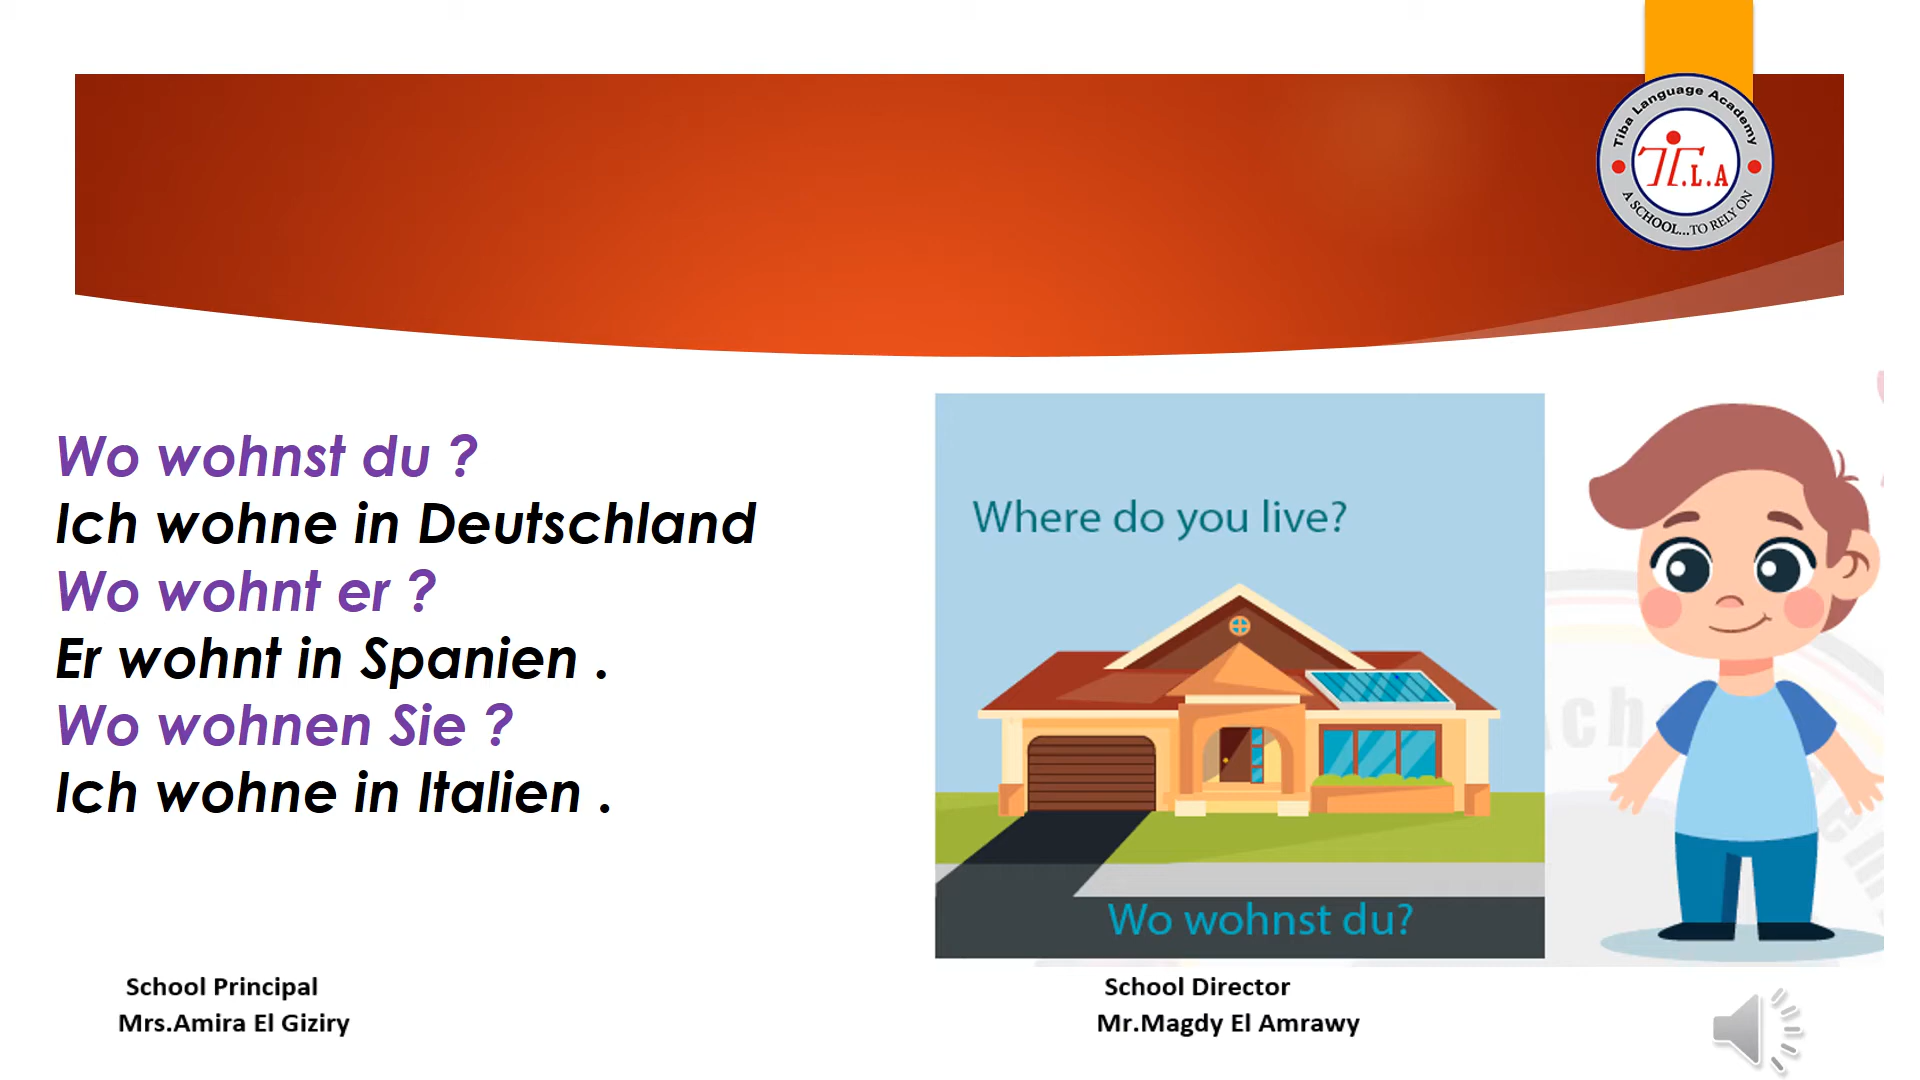 Tiba Language Academy
T.L.A
A SCHOOL...TO RELY ON
Wo wohnst du ?
Ich wohne in Deutschland
Wo wohnt er ?
Er wohnt in Spanien .
Wo wohnen Sie ?
Ich wohne in Italien .
Where do you live?
Wo wohnst du?
School Principal
Mrs.Amira El Giziry
School Director
Mr.Magdy El Amrawy